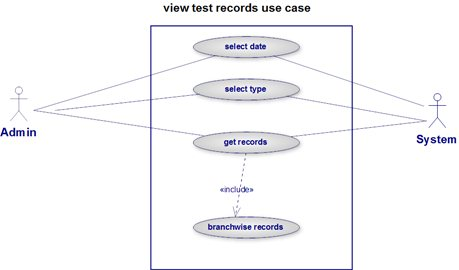 view test records use case
select date
select type
Admin
System
get records
«include»
branchwise records